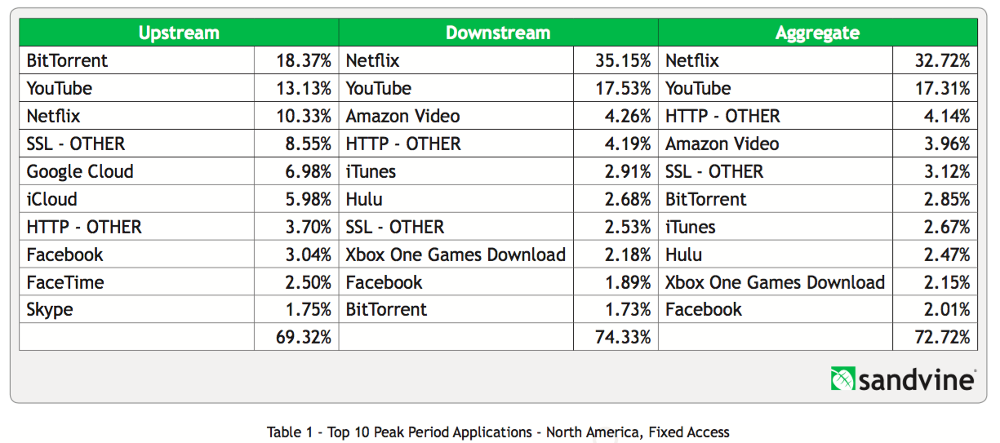 Upstream Downstream Aggregate
BitTorrent 18.37% Netflix 35.15% Netflix 32.72%
YouTube 13.13% YouTube 17.53% YouTube 17.31%
Netflix 10.33% Amazon Video 4.26% HTTP - OTHER 4.14%
SSL - OTHER 8.55% HTTP - OTHER 4.19% Amazon Video 3.96%
Google Cloud 6.98% iTunes 2.91% SSL - OTHER 3.12%
iCloud 5.98% Hulu 2.68% BitTorrent 2.85%
HTTP - OTHER 3.70% SSL - OTHER 2.53% iTunes 2.67%
Facebook 3.04% Xbox One Games Download 2.18% Hulu 2.47%
FaceTime 2.50% Facebook 1.89% Xbox One Games Download 2.15%
Skype 1.75% BitTorrent 1.73% Facebook 2.01%
69.32% 74.33% 72.72%
sandvine
Table 1 - Top 10 Peak Period Applications - North America, Fixed Access